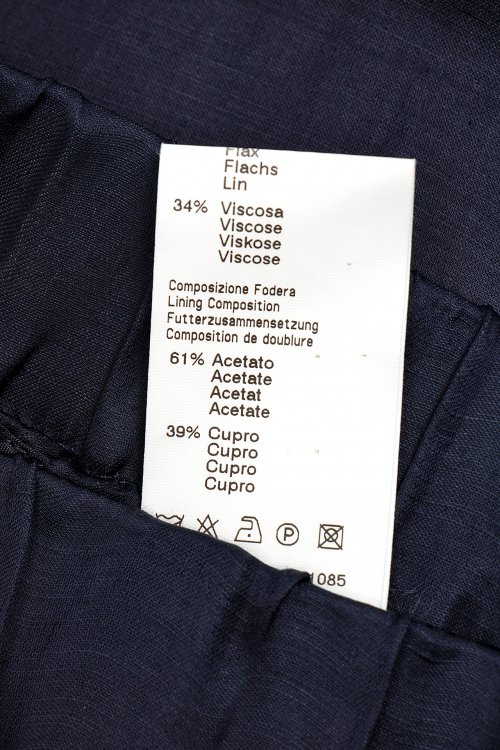 Flax
Flachs
Lin
34% Viscosa
Viscose
Viskose
Viscose
Composizione Fodera
Lining Composition
Futterzusammensetzung
Composition de doublure
61% Acetato
Acetate
Acetat
Acetate
39% Cupro
Cupro
Cupro
Cupro
P
1085